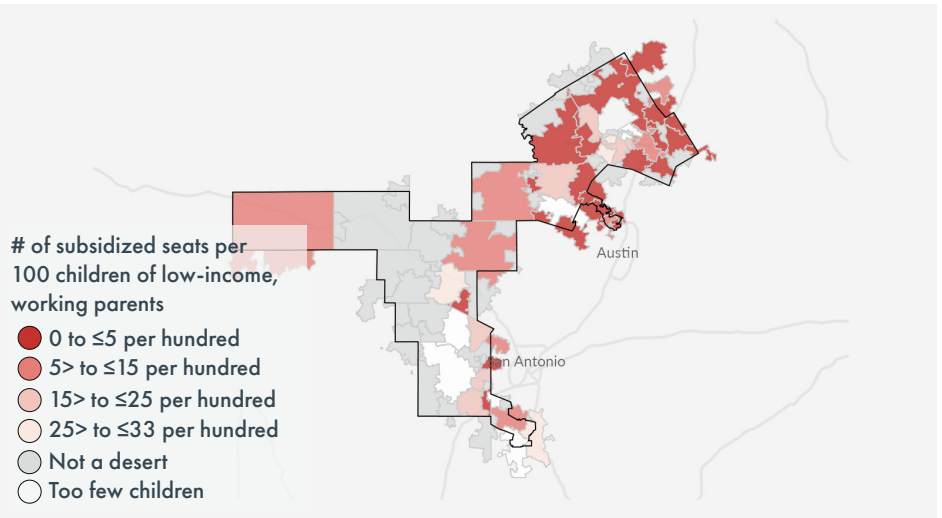 Austin
San Antonio
# of subsidized seats per
100 children of low-income,
working parents
0 to ≤5 per hundred
5> to ≤15 per hundred
15> to ≤25 per hundred
25> to ≤33 per hundred
Not a desert
Too few children